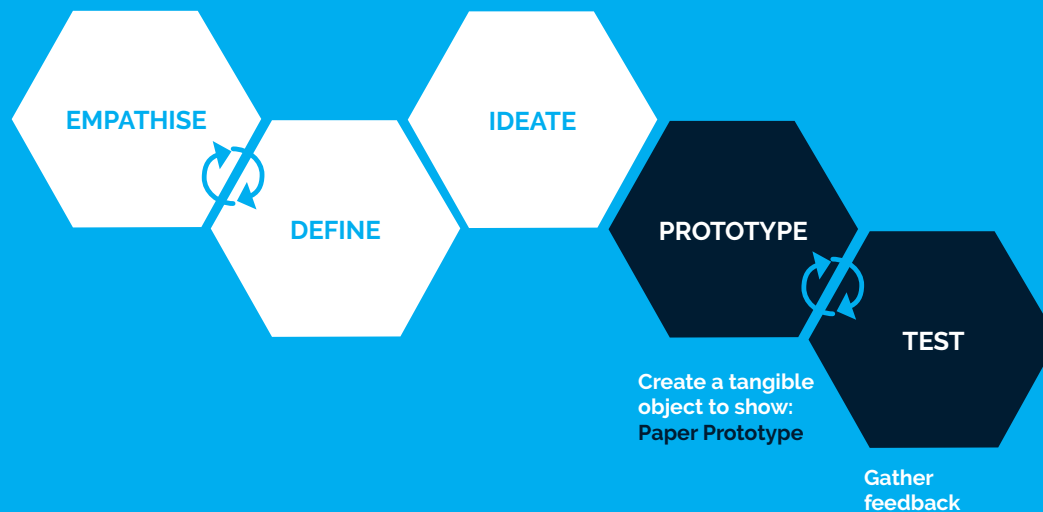 EMPATHISE
IDEATE
DEFINE
PROTOTYPE
TEST
Create a tangible
object to show:
Paper Prototype
Gather
feedback